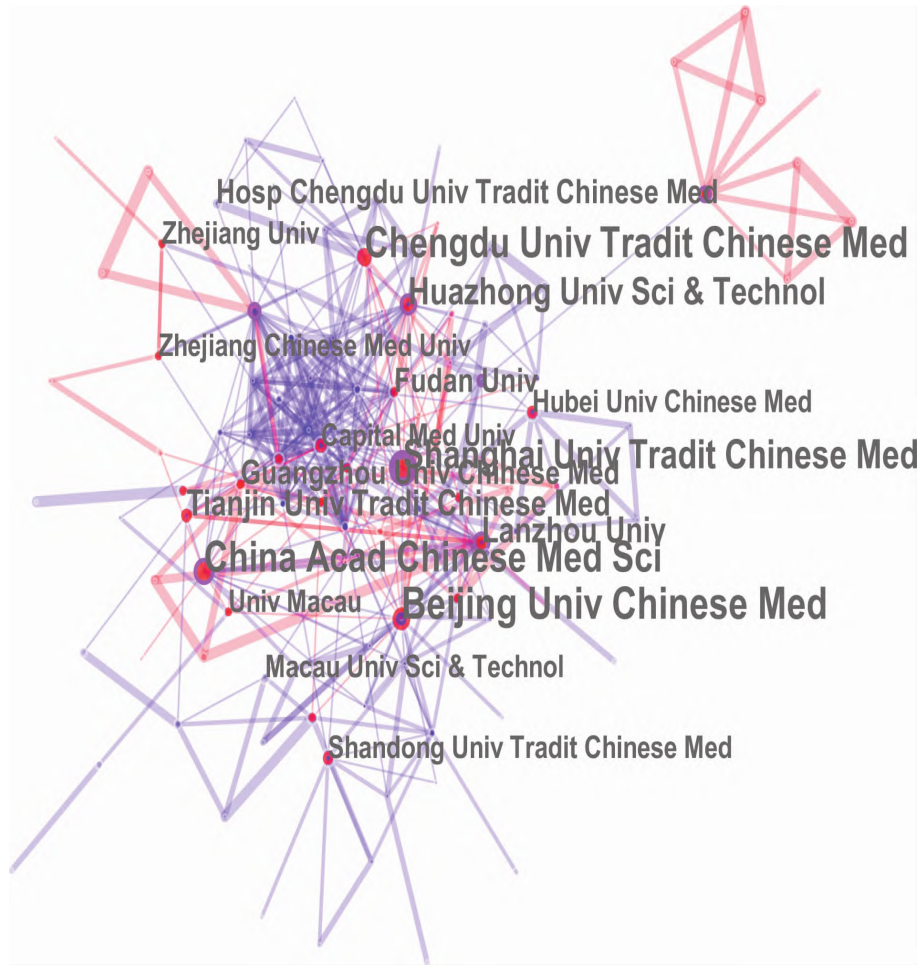 Hosp Chengdu Univ Tradit Chinese Med
Zhejiang Univ
Chengdu Univ Tradit Chinese Med
Huazhong Univ Sci & Technol
Zhejiang Chinese Med Univ
Fudan Univ
Hubei Univ Chinese Med
Capital Med Univ
Shanghai Univ Tradit Chinese Med
Guangzhou Univ Chinese Med
Tianjin Univ Tradit Chinese Med
Lanzhou Univ
China Acad Chinese Med Sci
Univ Macau
Beijing Univ Chinese Med
Macau Univ Sci & Technol
Shandong Univ Tradit Chinese Med